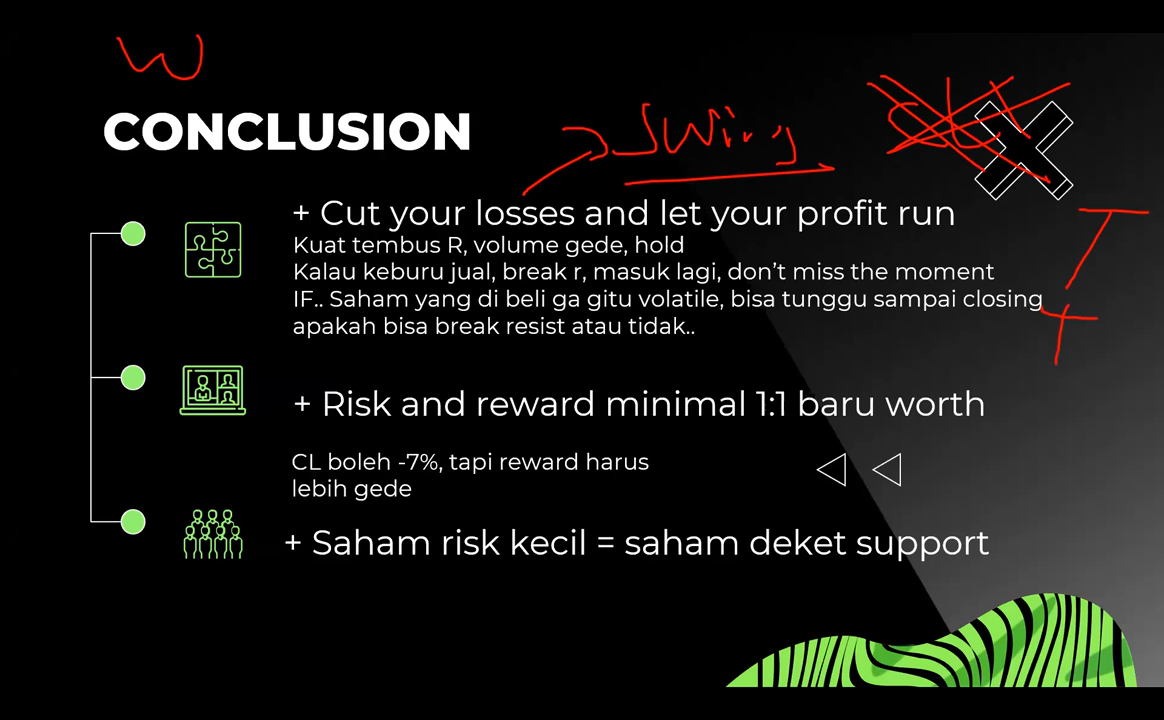 W
CONCLUSION
swing
+ Cut your losses and let your profit run
Kuat tembus R, volume gede, hold
Kalau keburu jual, break r, masuk lagi, don't miss the moment
IF.. Saham yang di beli ga gitu volatile, bisa tunggu sampai closing
apakah bisa break resist atau tidak..
+ Risk and reward minimal 1:1 baru worth
CL boleh -7%, tapi reward harus
lebih gede
+ Saham risk kecil = saham deket support